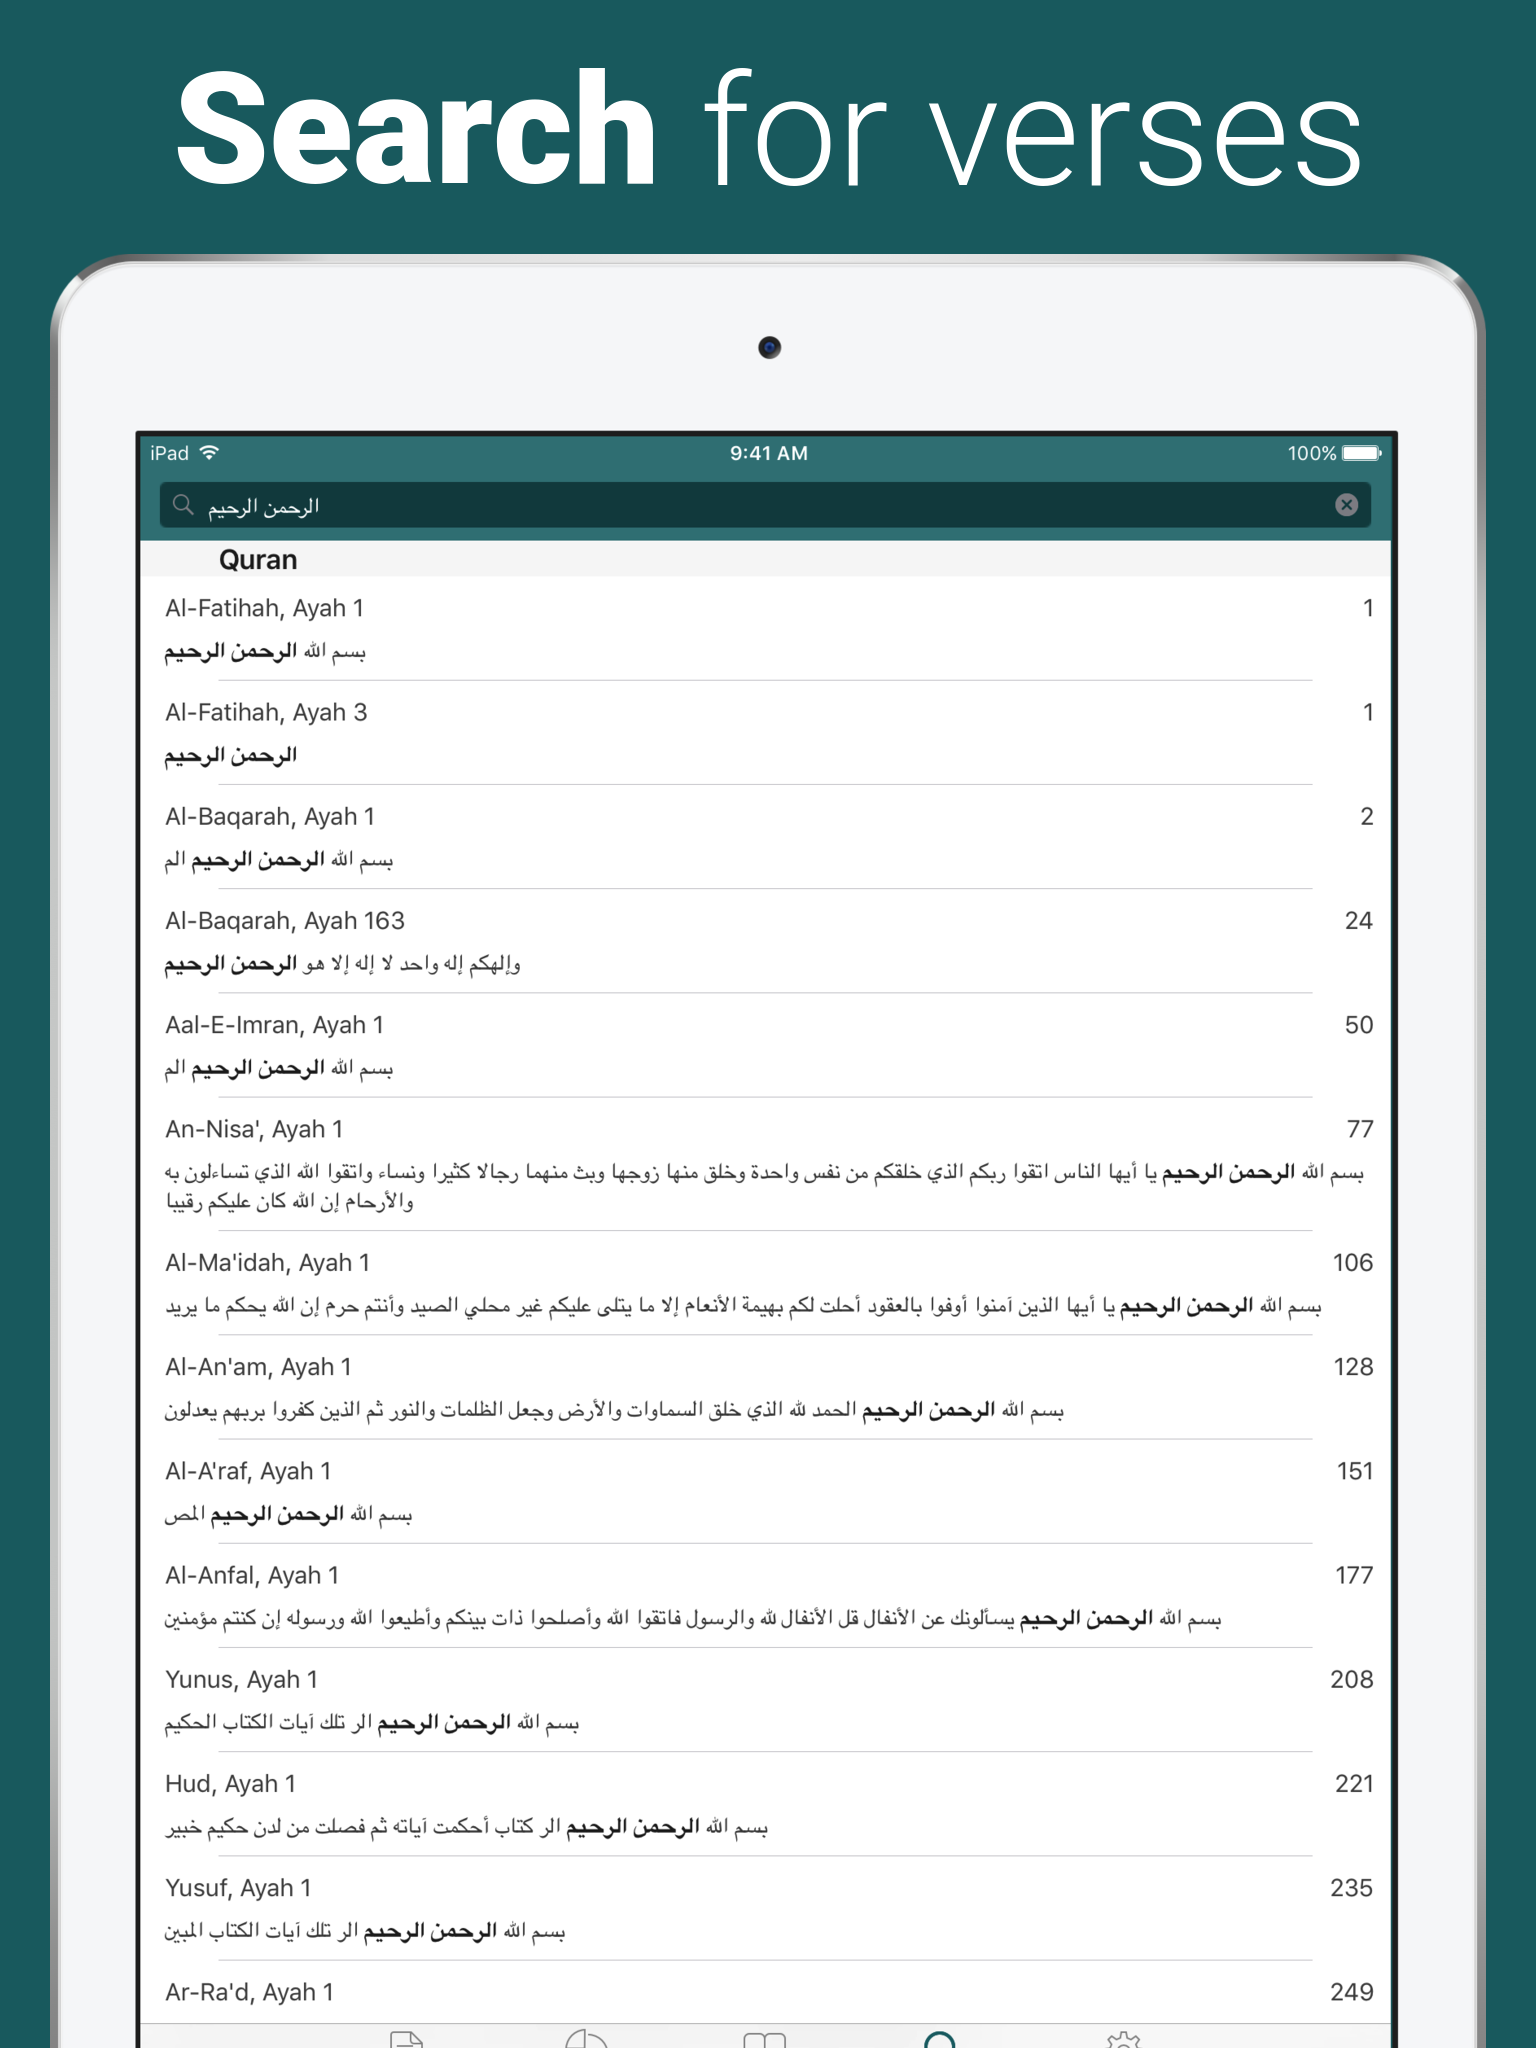 Search for verses
iPad 9:41 AM 100%
الرحمن الرحيم
Quran
Al-Fatihah, Ayah 1 1
بسم الله الرحمن الرحيم
Al-Fatihah, Ayah 3 1
الرحمن الرحيم
Al-Baqarah, Ayah 1 2
بسم الله الرحمن الرحيم الم
Al-Baqarah, Ayah 163 24
وإلهكم إله واحد لا إله إلا هو الرحمن الرحيم
Aal-E-Imran, Ayah 1 50
بسم الله الرحمن الرحيم الم
An-Nisa', Ayah 1 77
بسم الله الرحمن الرحيم يا أيها الناس اتقوا ربكم الذي خلقكم من نفس واحدة وخلق منها زوجها وبث منهما رجالا كثيرا ونساء واتقوا الله الذي تساءلون به
والأرحام إن الله كان عليكم رقيبا
Al-Ma'idah, Ayah 1 106
بسم الله الرحمن الرحيم يا أيها الذين آمنوا أوفوا بالعقود أحلت لكم بهيمة الأنعام إلا ما يتلى عليكم غير محلي الصيد وأنتم حرم إن الله يحكم ما يريد
Al-An'am, Ayah 1 128
بسم الله الرحمن الرحيم الحمد لله الذي خلق السماوات والأرض وجعل الظلمات والنور ثم الذين كفروا بربهم يعدلون
Al-A'raf, Ayah 1 151
بسم الله الرحمن الرحيم المص
Al-Anfal, Ayah 1 177
بسم الله الرحمن الرحيم يسألونك عن الأنفال قل الأنفال لله والرسول فاتقوا الله وأصلحوا ذات بينكم وأطيعوا الله ورسوله إن كنتم مؤمنين
Yunus, Ayah 1 208
بسم الله الرحمن الرحيم الر تلك آيات الكتاب الحكيم
Hud, Ayah 1 221
بسم الله الرحمن الرحيم الر كتاب أحكمت آياته ثم فصلت من لدن حكيم خبير
Yusuf, Ayah 1 235
بسم الله الرحمن الرحيم الر تلك آيات الكتاب المبين
Ar-Ra'd, Ayah 1 249